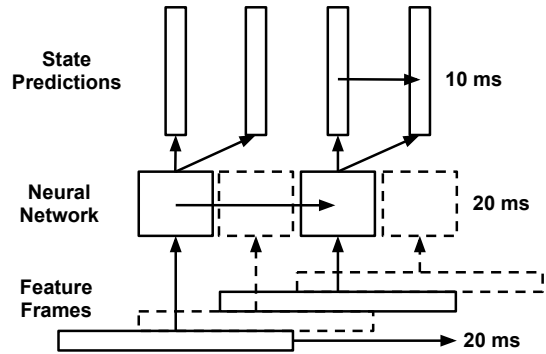 State
Predictions
10 ms
Neural
Network
20 ms
Feature
Frames
20 ms